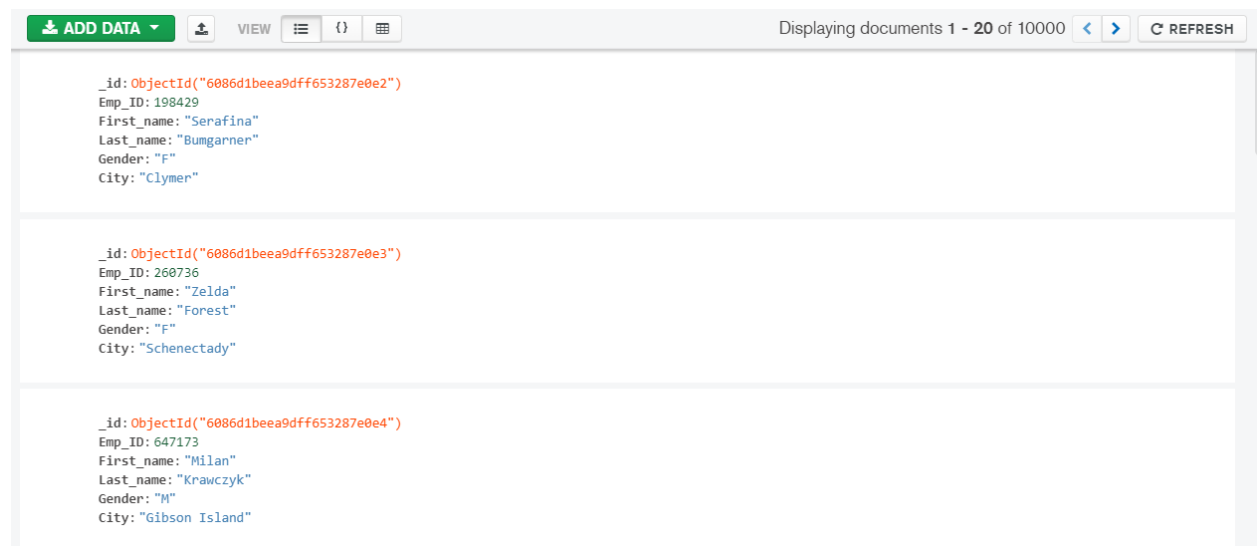 ADD DATA VIEW {} Displaying documents 1 - 20 of 10000 < > REFRESH
_id: ObjectId("6086d1beea9dff653287e0e2")
Emp_ID: 198429
First_name: "Serafina"
Last_name: "Bumgarner"
Gender: "F"
City: "Clymer"
_id: ObjectId("6086d1beea9dff653287e0e3")
Emp_ID: 260736
First_name: "Zelda"
Last_name: "Forest"
Gender: "F"
City: "Schenectady"
_id: ObjectId("6086d1beea9dff653287e0e4")
Emp_ID: 647173
First_name: "Milan"
Last_name: "Krawczyk"
Gender: "M"
City: "Gibson Island"